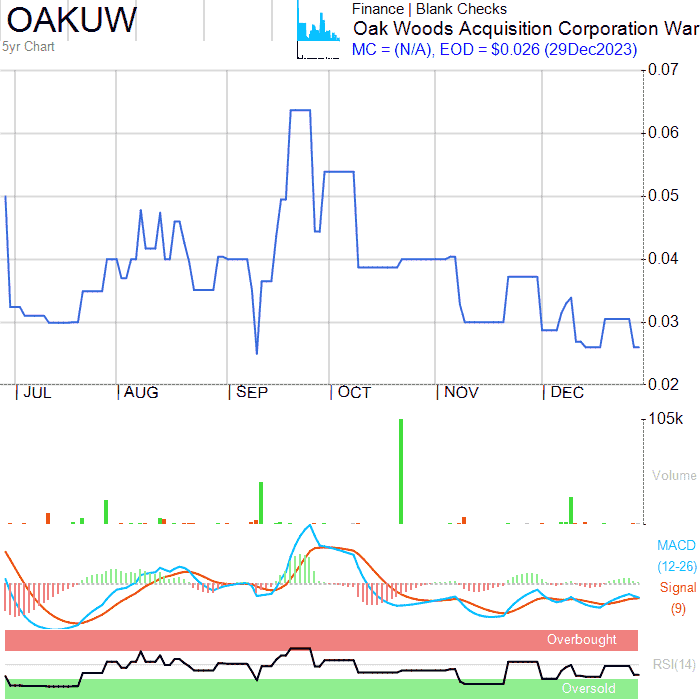 OAKUW
5yr Chart
Finance | Blank Checks
Oak Woods Acquisition Corporation War
MC = (N/A), EOD = $0.026 (29Dec2023)
0.07
0.06
0.05
0.04
0.03
0.02
JUL AUG SEP OCT NOV DEC
105k
Volume
MACD
(12-26)
Signal
(9)
Overbought
RSI(14)
Oversold